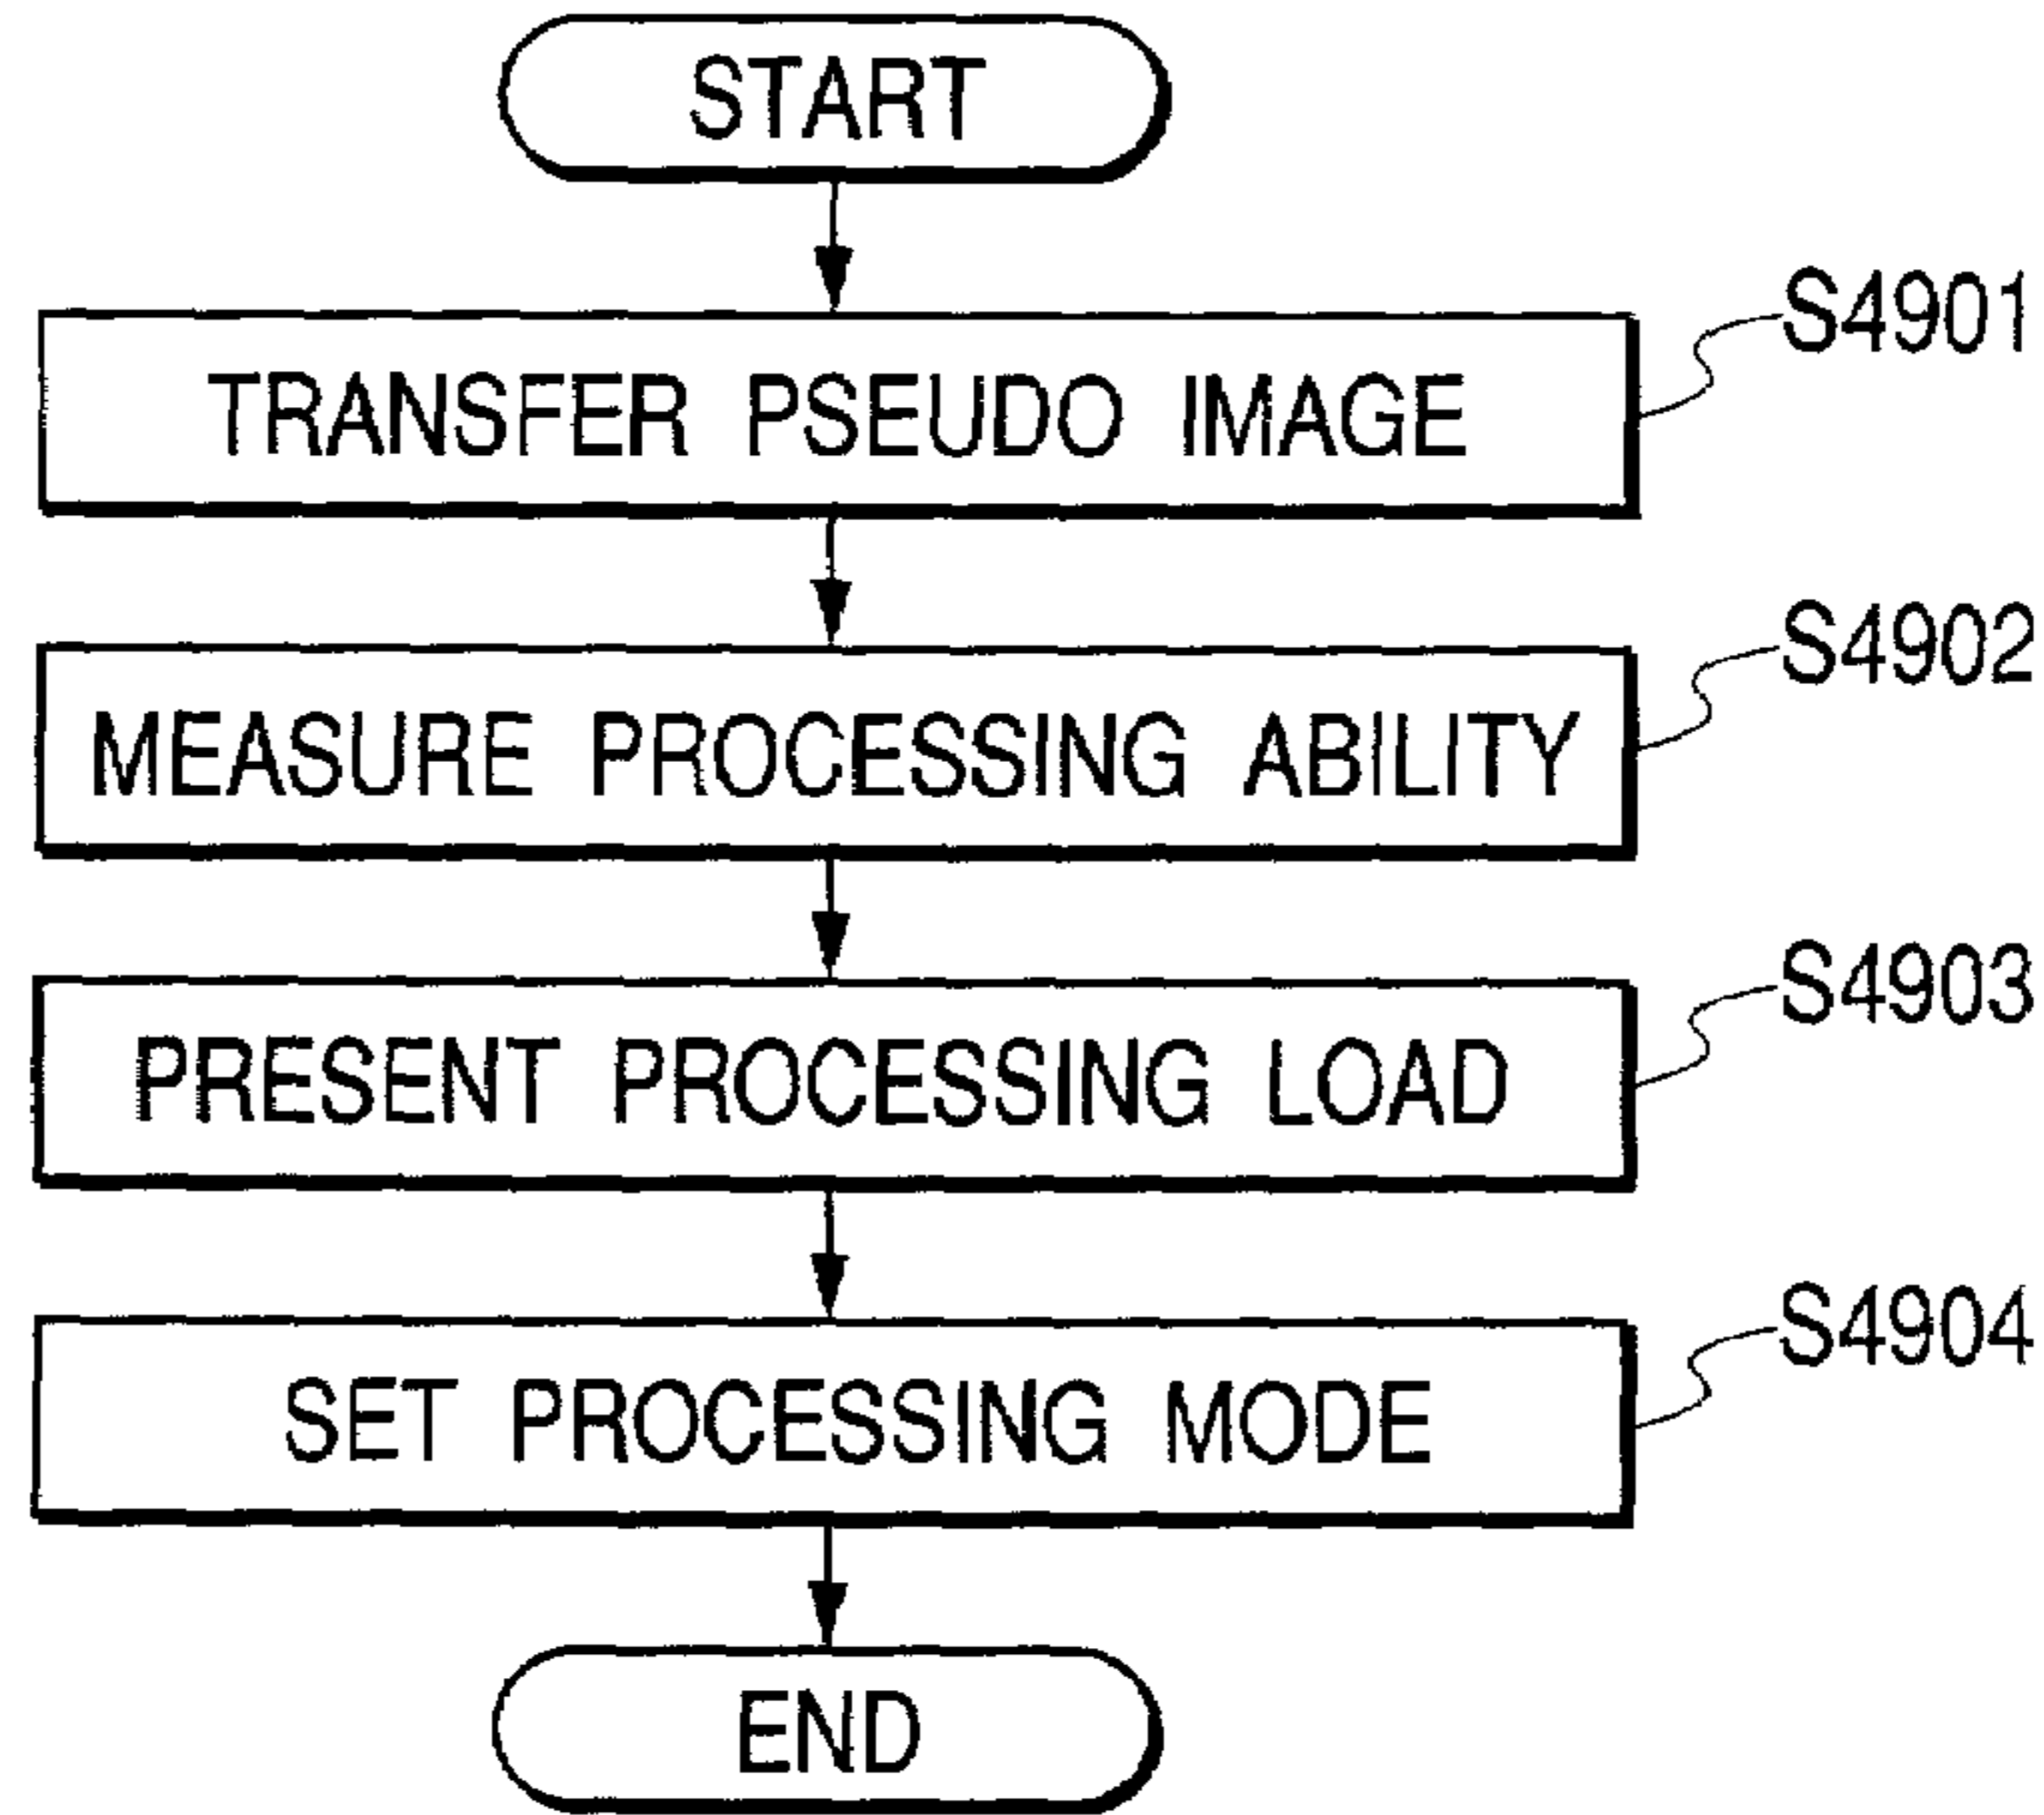 START
TRANSFER PSEUDO IMAGE
S4901
MEASURE PROCESSING ABILITY
S4902
PRESENT PROCESSING LOAD
S4903
SET PROCESSING MODE
S4904
END